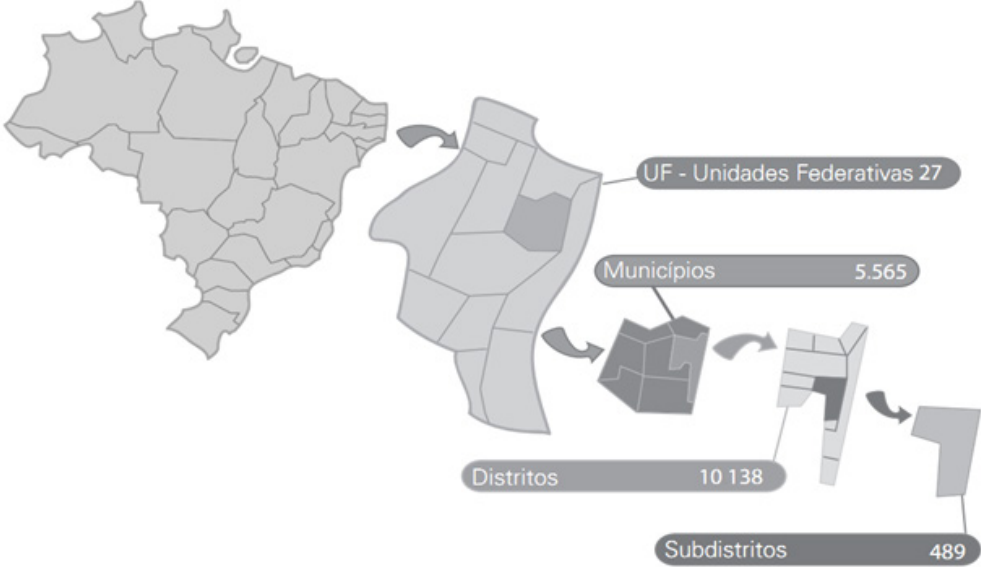 UF - Unidades Federativas 27
Municípios 5.565
Distritos 10 138
Subdistritos 489